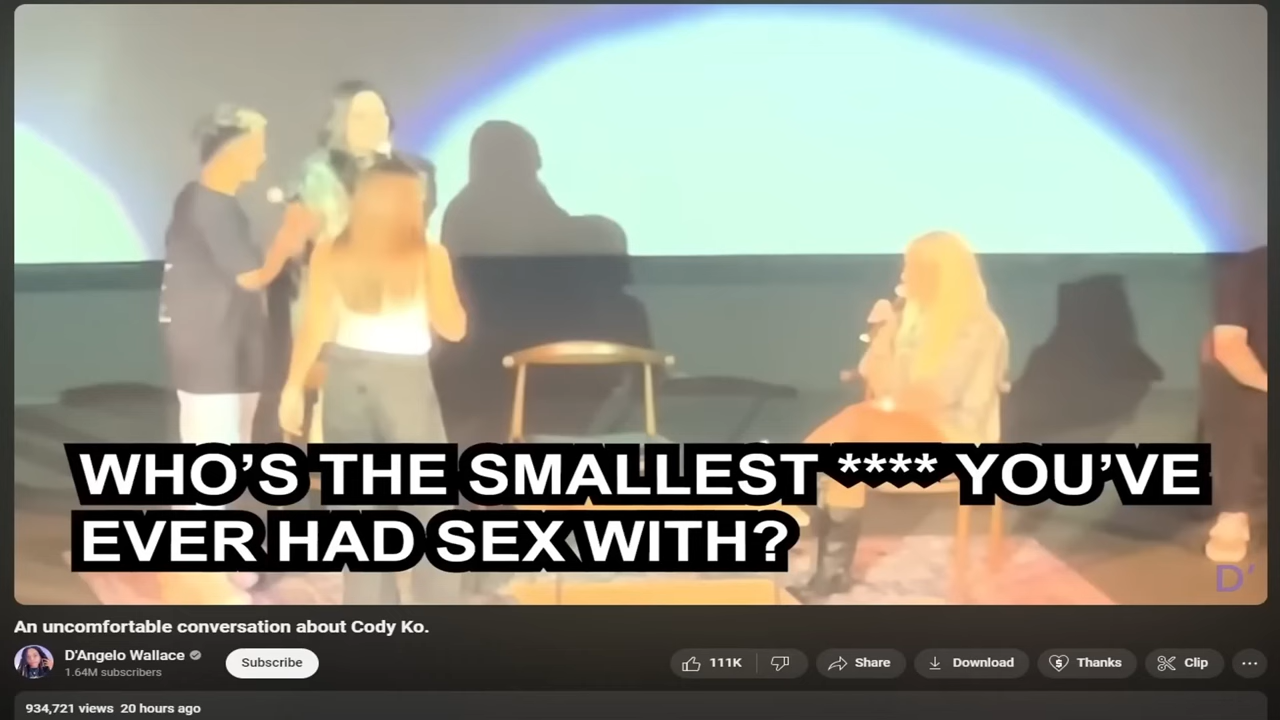 WHO'S THE SMALLEST **** YOU'VE
EVER HAD SEX WITH?
D'
An uncomfortable conversation about Cody Ko.
D'Angelo Wallace
1.64M subscribers
Subscribe
111K
Share
Download
Thanks
Clip
934,721 views 20 hours ago